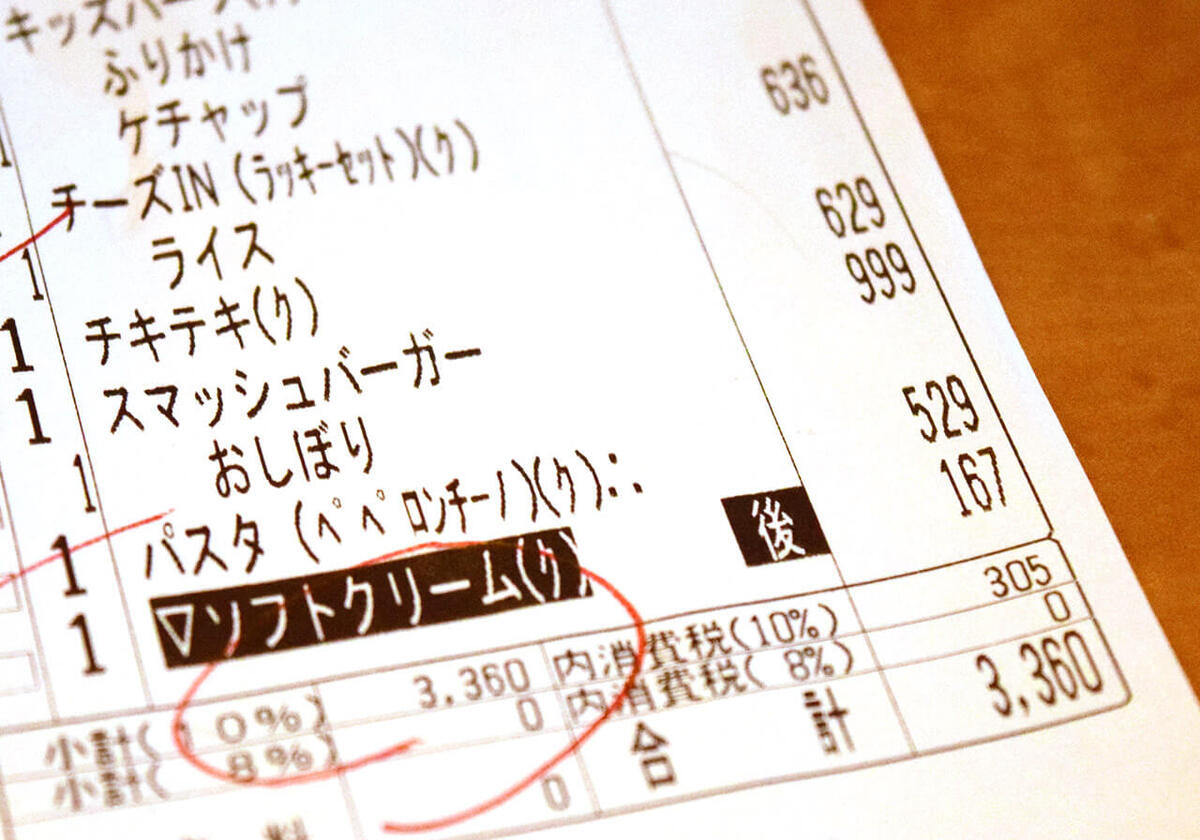 キッズバーグ(ク)
ふりかけ
1 ケチャップ
チーズIN (ラッキーセット)(ク) 636
1 ライス
1 チキテキ(ク) 629
1 スマッシュバーガー 999
1 おしぼり
1 パスタ (ペペロンチーノ)(ク):. 529
1 ▽ソフトクリーム(ク) 後 167
小計(10%) 3,360 内消費税(10%) 305
小計( 8%) 0 内消費税( 8%) 0
0 合 計 3,360
料